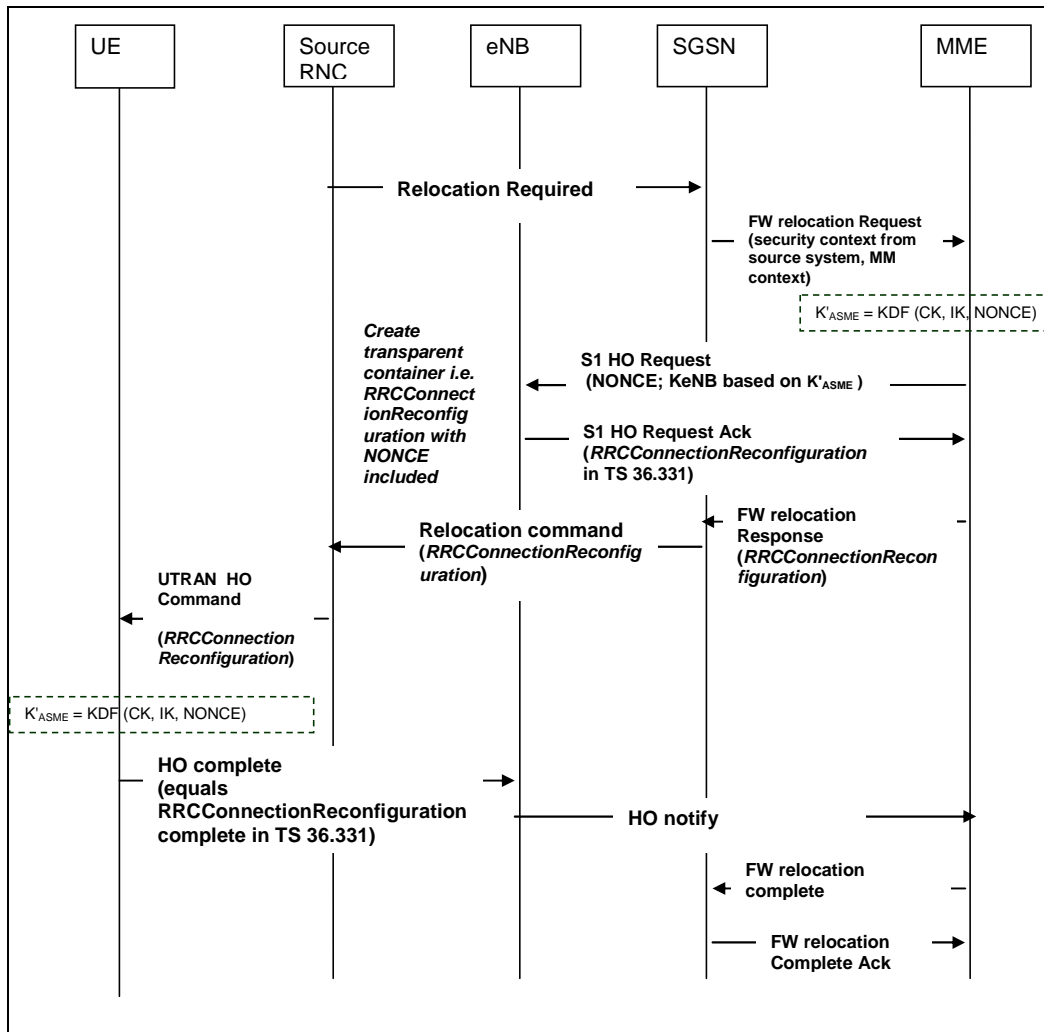 UE
Source
RNC
eNB
SGSN
MME
Relocation Required
FW relocation Request
(security context from
source system, MM
context)
K'ASME = KDF (CK, IK, NONCE)
Create
transparent
container i.e.
RRCConnect
ionReconfig
uration with
NONCE
included
S1 HO Request
(NONCE; KeNB based on K'ASME )
S1 HO Request Ack
(RRCConnectionReconfiguration
in TS 36.331)
FW relocation
Response
(RRCConnectionRecon
figuration)
Relocation command
(RRCConnectionReconfig
uration)
UTRAN HO
Command
(RRCConnection
Reconfiguration)
K'ASME = KDF (CK, IK, NONCE)
HO complete
(equals
RRCConnectionReconfiguration
complete in TS 36.331)
HO notify
FW relocation
complete
FW relocation
Complete Ack